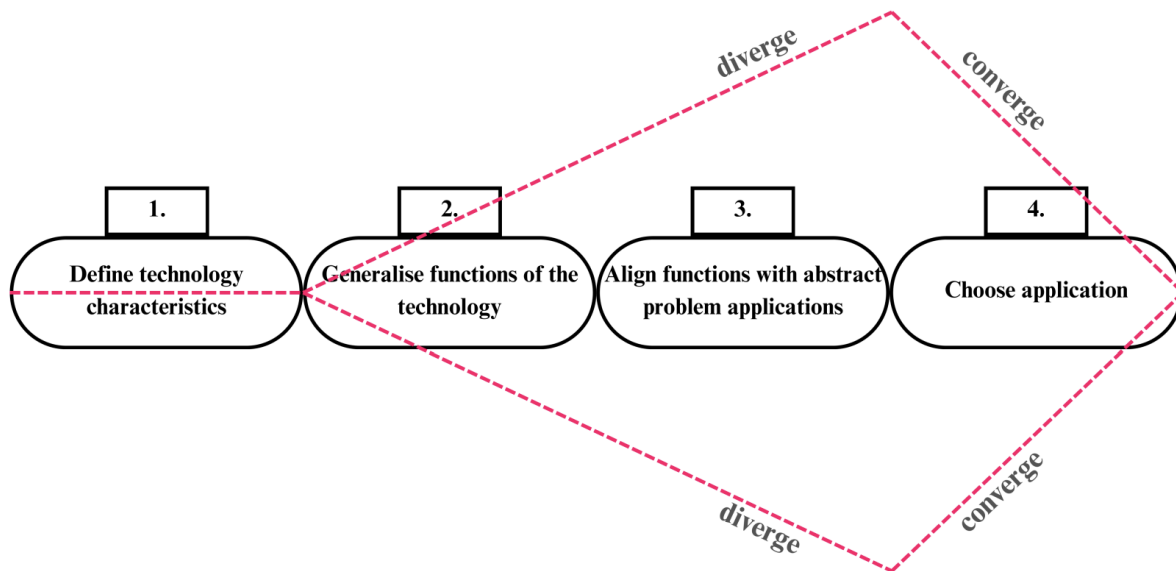 diverge
converge
1.
2.
3.
4.
Define technology
characteristics
Generalise functions of the
technology
Align functions with abstract
problem applications
Choose application
diverge
converge